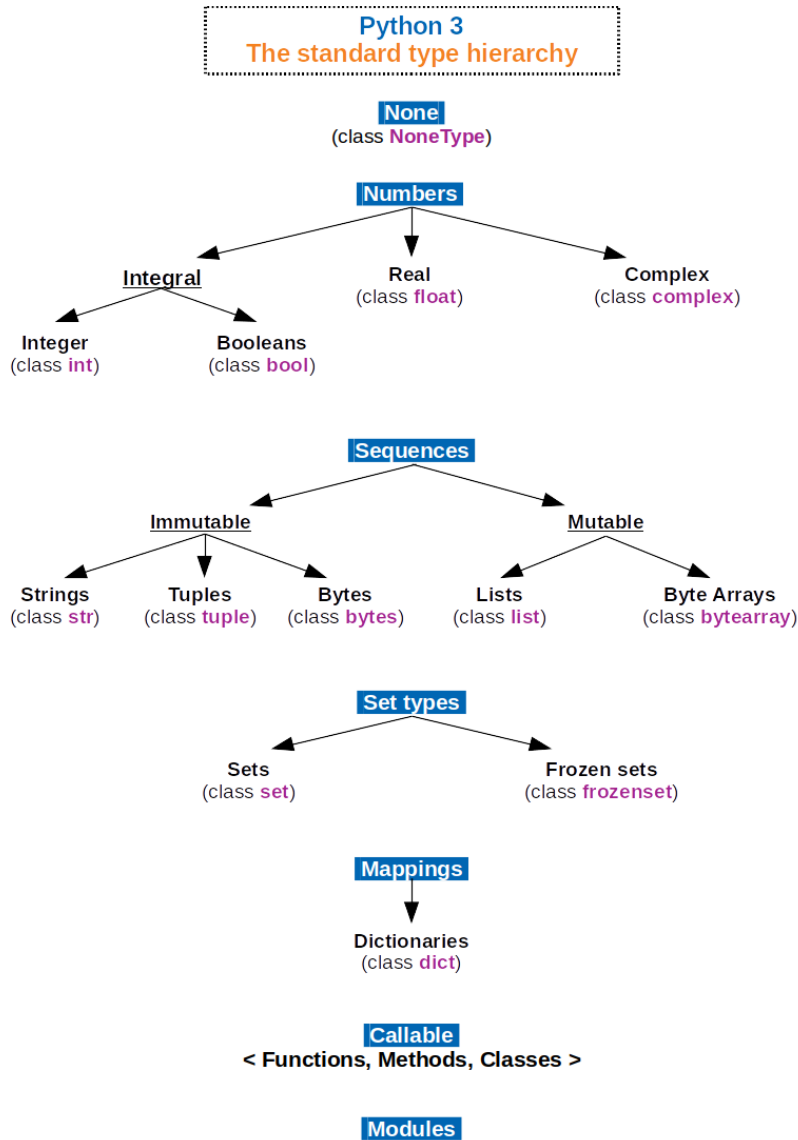 Python 3
The standard type hierarchy
None
(class NoneType)
Numbers
Integral
Real
(class float)
Complex
(class complex)
Integer
(class int)
Booleans
(class bool)
Sequences
Immutable
Mutable
Strings
(class str)
Tuples
(class tuple)
Bytes
(class bytes)
Lists
(class list)
Byte Arrays
(class bytearray)
Set types
Sets
(class set)
Frozen sets
(class frozenset)
Mappings
Dictionaries
(class dict)
Callable
< Functions, Methods, Classes >
Modules